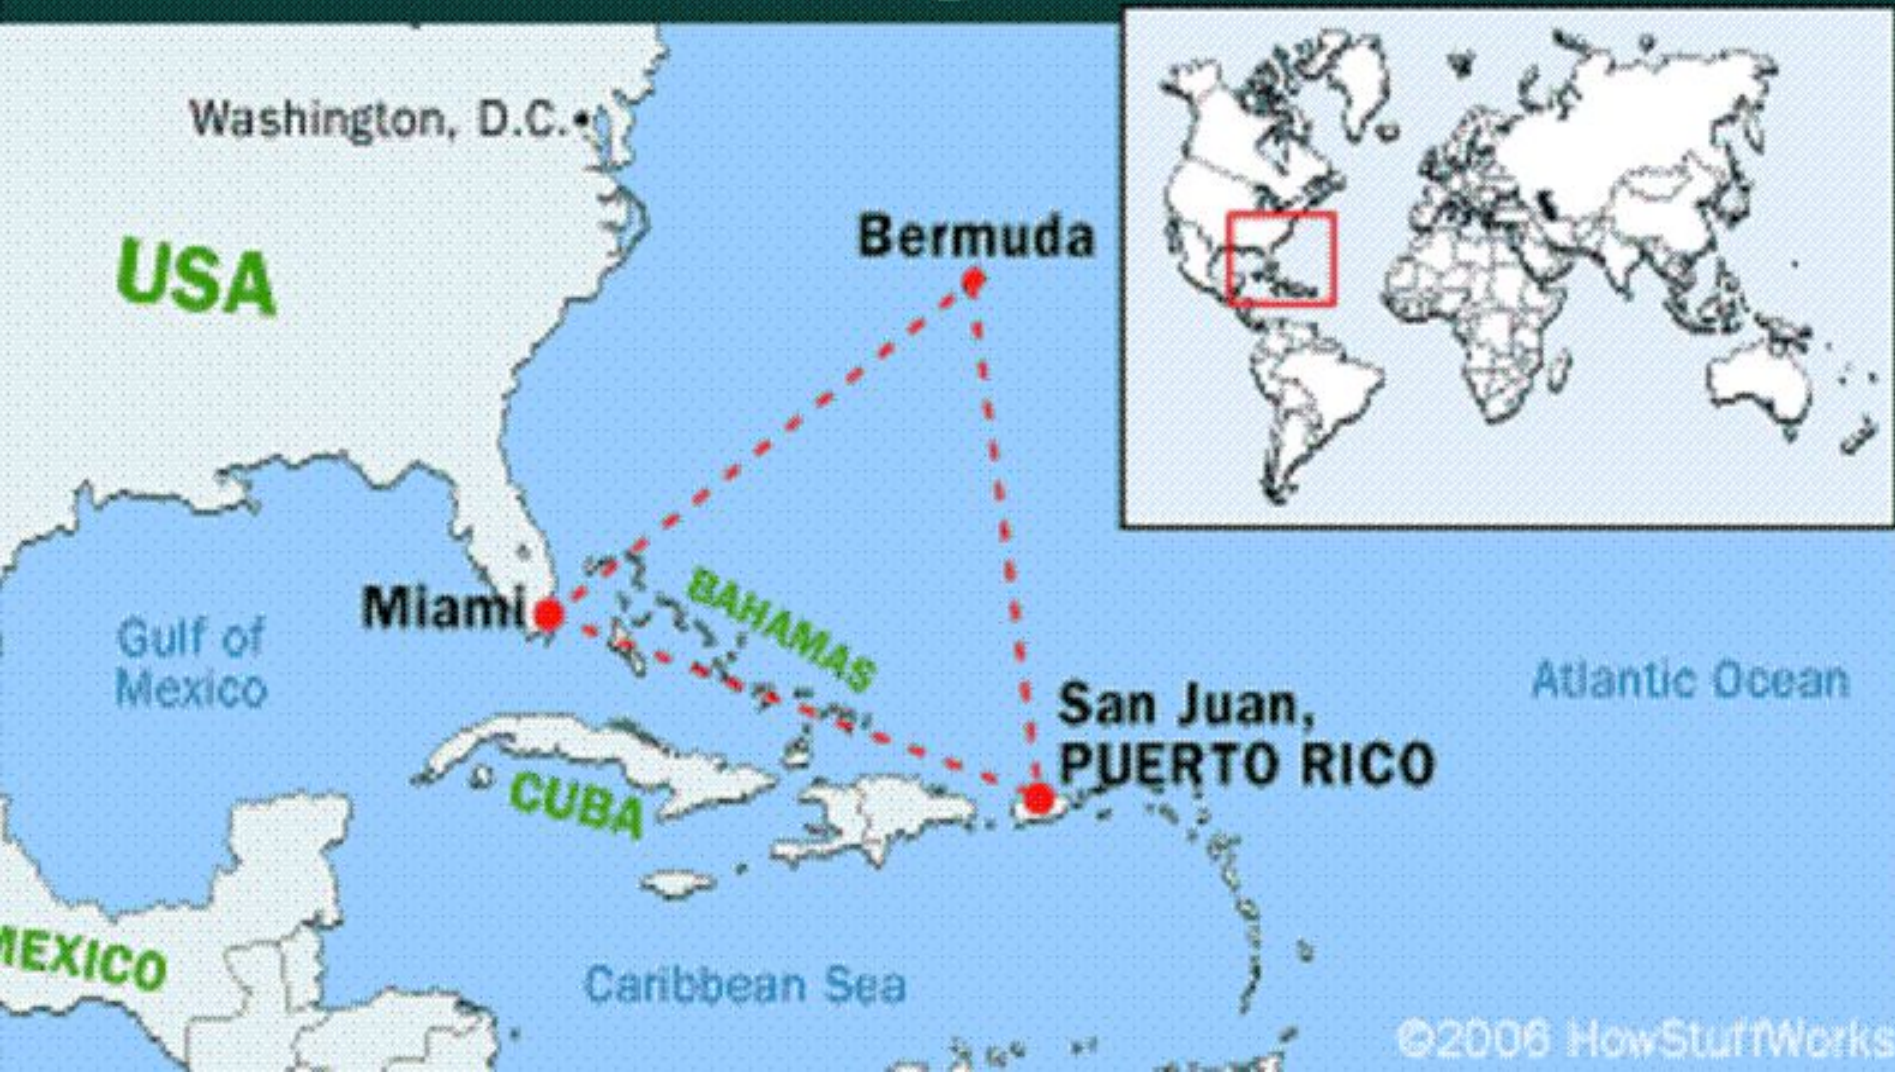 Washington, D.C.
USA
Bermuda
Miami
BAHAMAS
Gulf of
Mexico
San Juan,
PUERTO RICO
Atlantic Ocean
CUBA
MEXICO
Caribbean Sea
©2006 HowStuffWorks